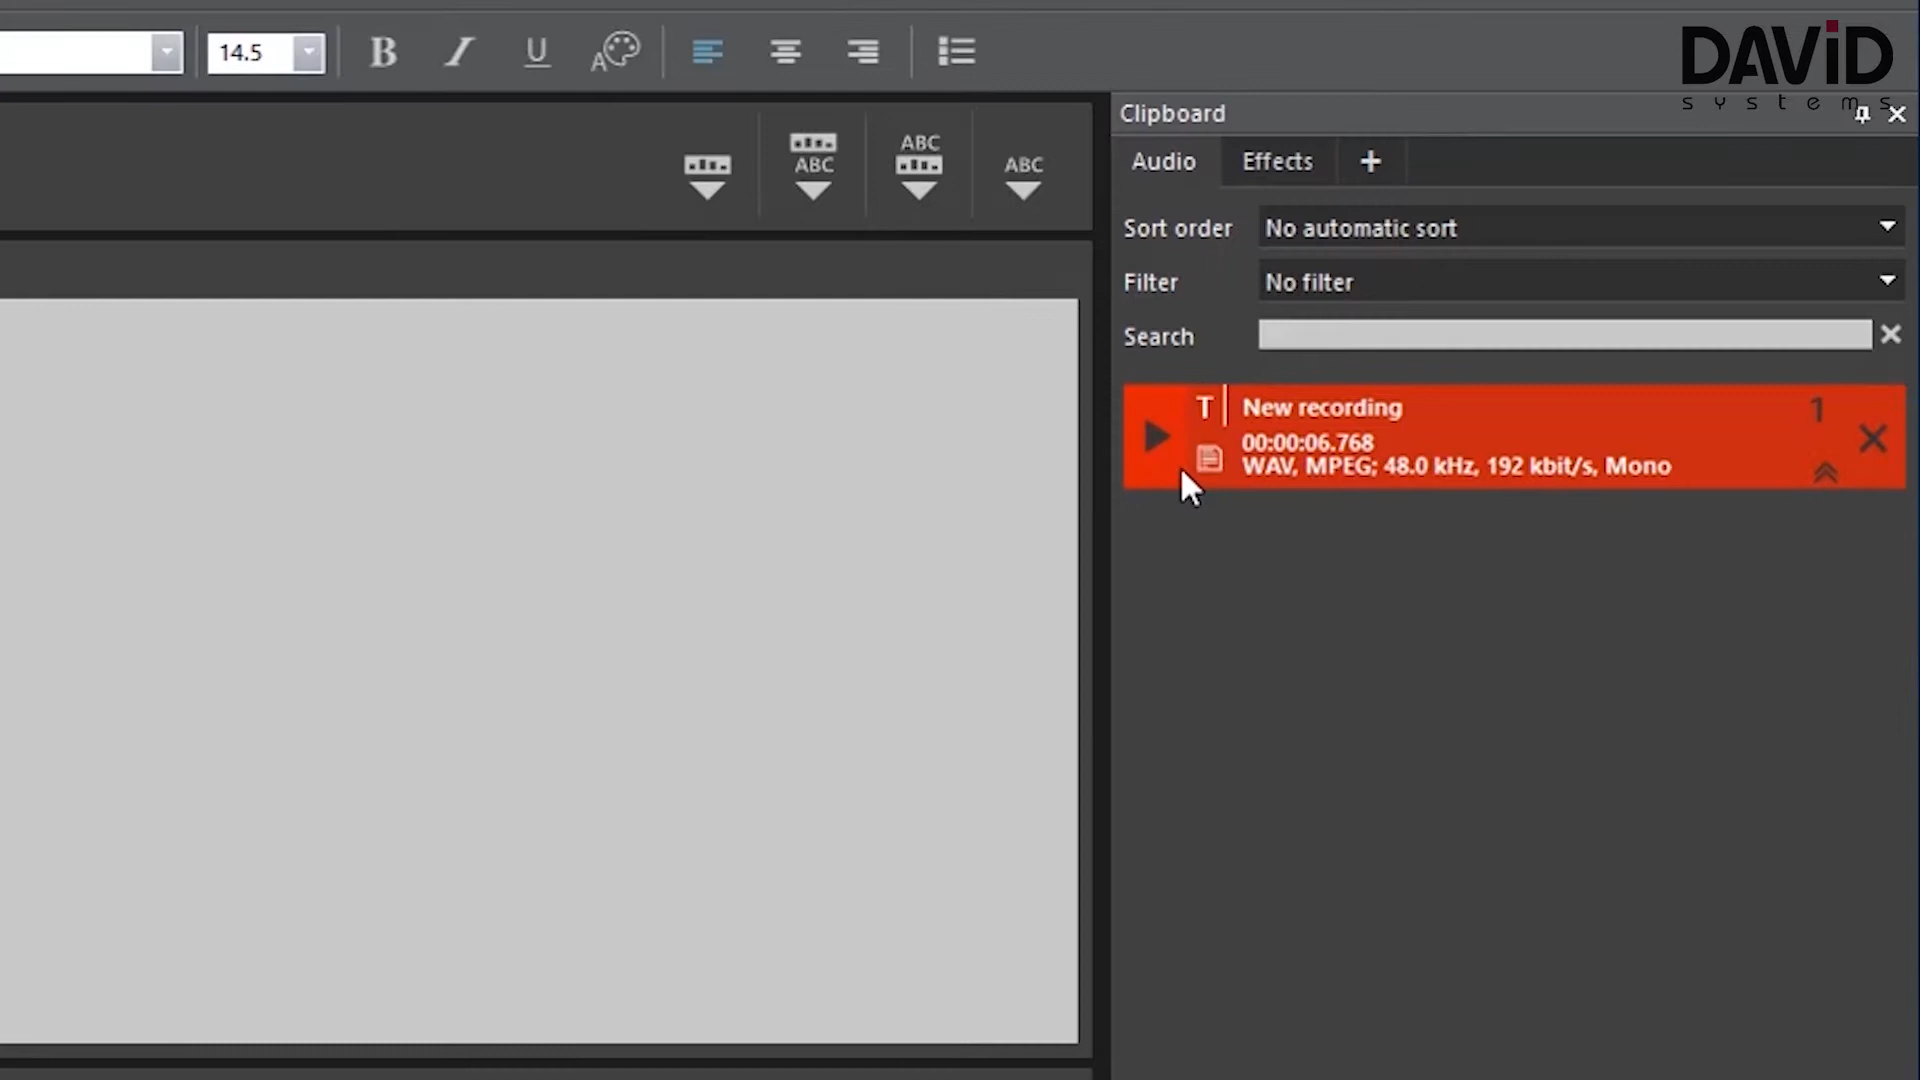 14.5
B I U A
DAViD
systems
Clipboard
Audio Effects +
ABC ABC ABC
Sort order No automatic sort
Filter No filter
Search
T New recording 1
00:00:06.768
WAV, MPEG; 48.0 kHz, 192 kbit/s, Mono